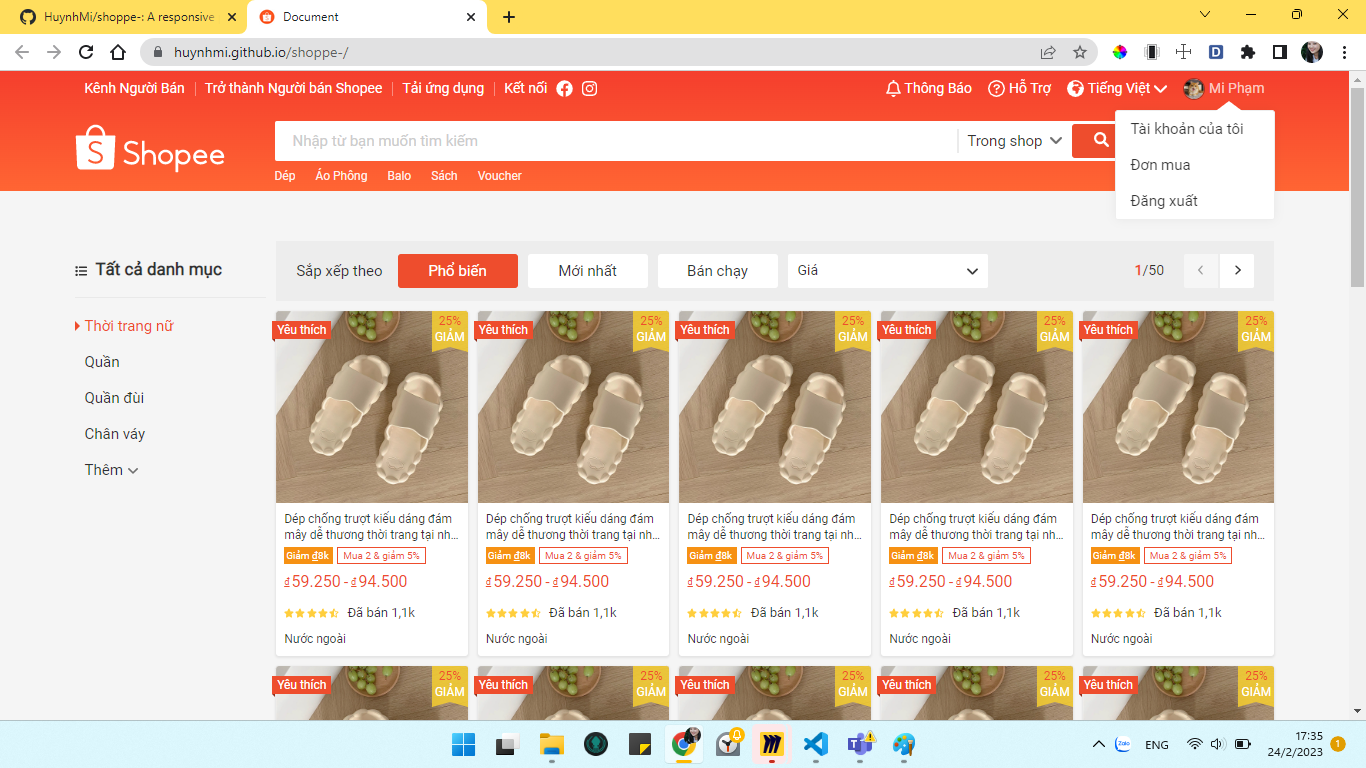 HuynhMi/shoppe-: A responsive
Document
huynhmi.github.io/shoppe-/
Kênh Người Bán
Trở thành Người bán Shopee
Tải ứng dụng
Kết nối
Thông Báo
Hỗ Trợ
Tiếng Việt
Mi Phạm
Tài khoản của tôi
Đơn mua
Đăng xuất
Shopee
Nhập từ bạn muốn tìm kiếm
Trong shop
Dép
Áo Phông
Balo
Sách
Voucher
Tất cả danh mục
Thời trang nữ
Quần
Quần đùi
Chân váy
Thêm
Sắp xếp theo
Phổ biến
Mới nhất
Bán chạy
Giá
1/50
Yêu thích
25%
GIẢM
Dép chống trượt kiểu dáng đám
mây dễ thương thời trang tại nh...
Giảm ₫8k
Mua 2 & giảm 5%
₫59.250 - ₫94.500
Đã bán 1,1k
Nước ngoài
Yêu thích
25%
GIẢM
Dép chống trượt kiểu dáng đám
mây dễ thương thời trang tại nh...
Giảm ₫8k
Mua 2 & giảm 5%
₫59.250 - ₫94.500
Đã bán 1,1k
Nước ngoài
Yêu thích
25%
GIẢM
Dép chống trượt kiểu dáng đám
mây dễ thương thời trang tại nh...
Giảm ₫8k
Mua 2 & giảm 5%
₫59.250 - ₫94.500
Đã bán 1,1k
Nước ngoài
Yêu thích
25%
GIẢM
Dép chống trượt kiểu dáng đám
mây dễ thương thời trang tại nh...
Giảm ₫8k
Mua 2 & giảm 5%
₫59.250 - ₫94.500
Đã bán 1,1k
Nước ngoài
Yêu thích
25%
GIẢM
Dép chống trượt kiểu dáng đám
mây dễ thương thời trang tại nh...
Giảm ₫8k
Mua 2 & giảm 5%
₫59.250 - ₫94.500
Đã bán 1,1k
Nước ngoài
Yêu thích
25%
GIẢM
Yêu thích
25%
GIẢM
Yêu thích
25%
GIẢM
Yêu thích
25%
GIẢM
Yêu thích
25%
GIẢM
Zalo
ENG
17:35
24/2/2023
1